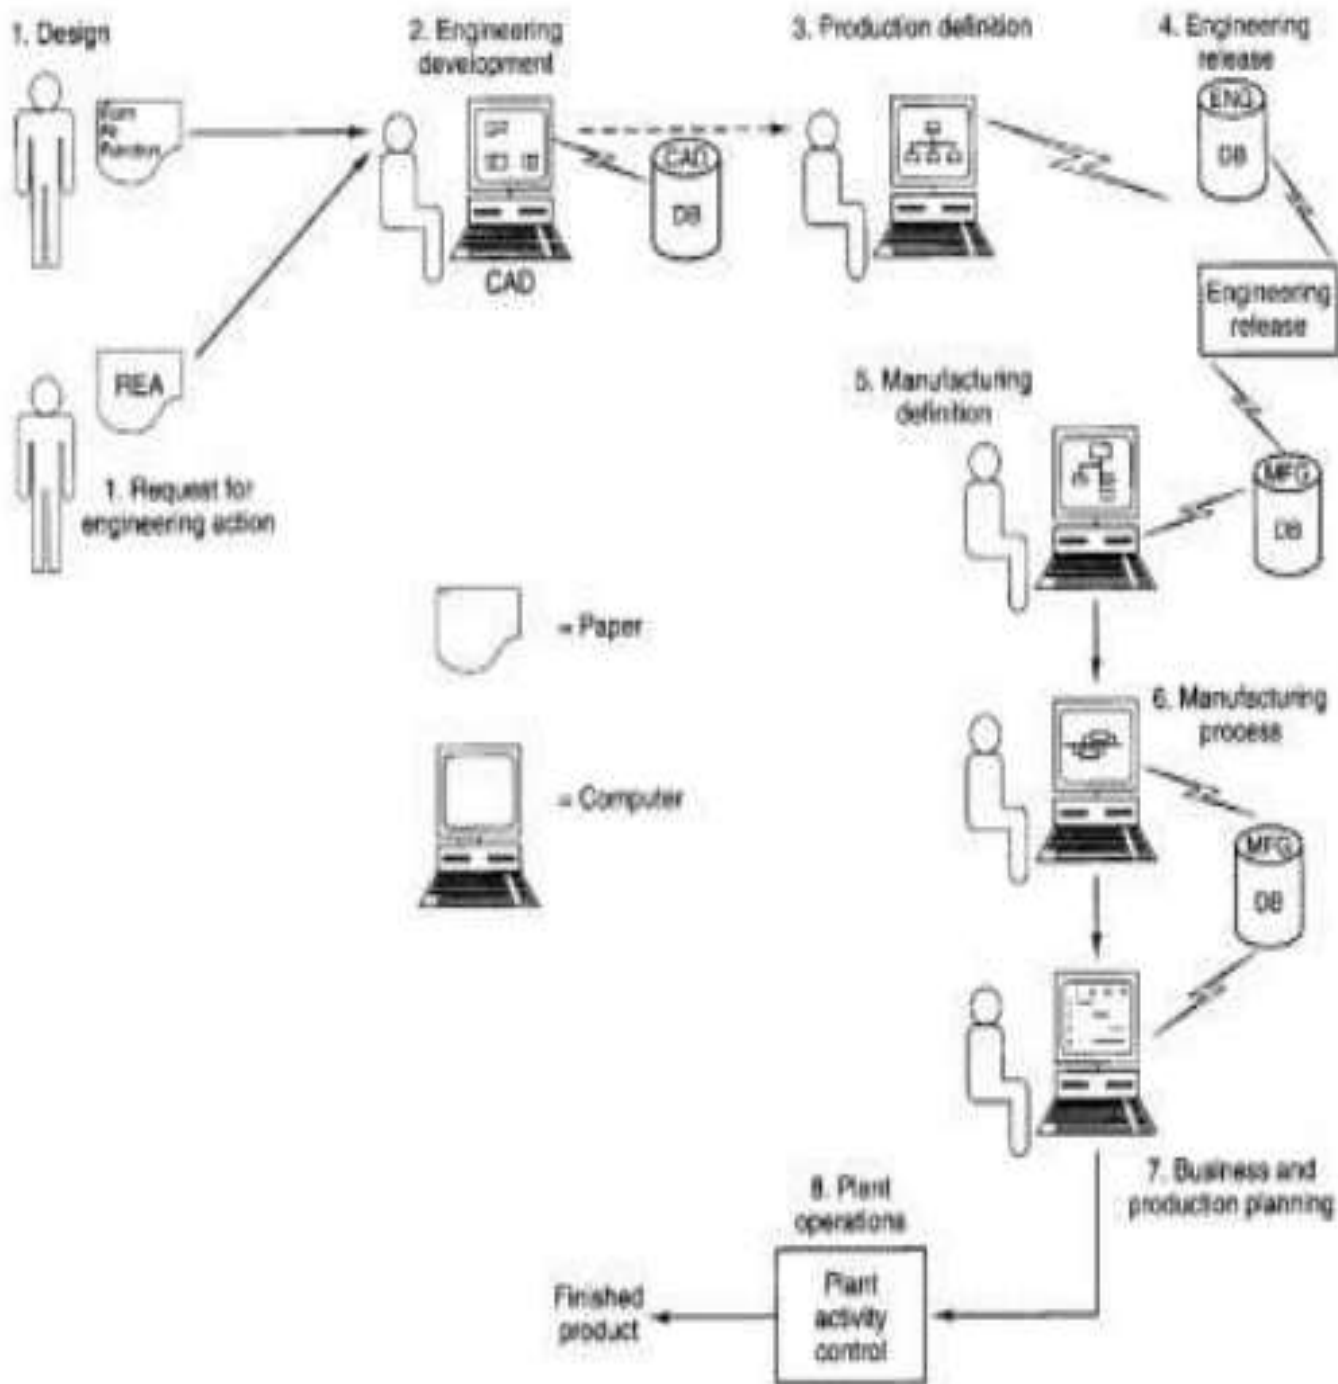 1. Design
Function
2. Engineering
development
CAD
DB
CAD
3. Production definition
4. Engineering
release
ENG
DB
Engineering
release
REA
1. Request for
engineering action
5. Manufacturing
definition
MFG
DB
= Paper
= Computer
6. Manufacturing
process
MFG
DB
7. Business and
production planning
8. Plant
operations
Plant
activity
control
Finished
product